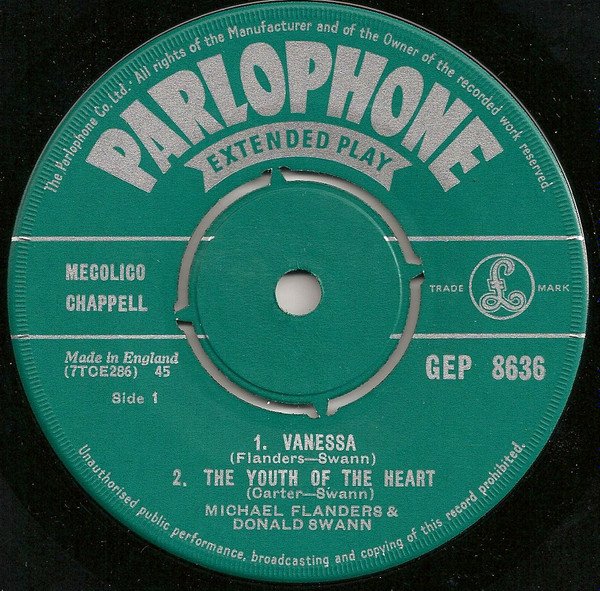 The Parlophone Co. Ltd. All rights of the Manufacturer and of the Owner of the recorded work reserved.
PARLOPHONE
EXTENDED PLAY
MECOLICO
CHAPPELL
TRADE £ MARK
Made in England
(7TCE286) 45
Side 1
GEP 8636
1. VANESSA
(Flanders—Swann)
2. THE YOUTH OF THE HEART
(Carter—Swann)
MICHAEL FLANDERS &
DONALD SWANN
Unauthorised public performance, broadcasting and copying of this record prohibited.